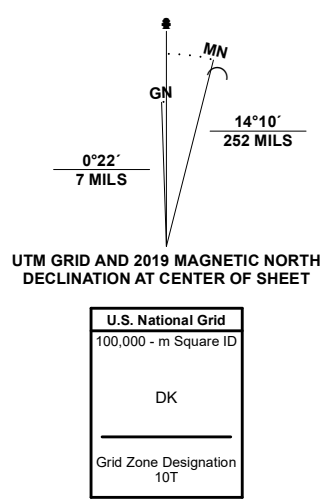 MN
GN
14°10´
252 MILS
0°22´
7 MILS
UTM GRID AND 2019 MAGNETIC NORTH
DECLINATION AT CENTER OF SHEET
U.S. National Grid
100,000 - m Square ID
DK
Grid Zone Designation
10T